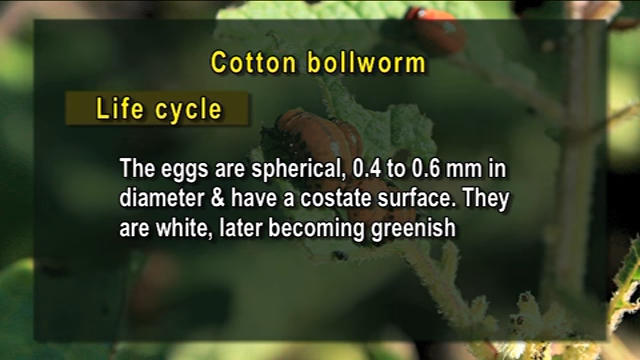 Cotton bollworm
Life cycle
The eggs are spherical, 0.4 to 0.6 mm in
diameter & have a costate surface. They
are white, later becoming greenish